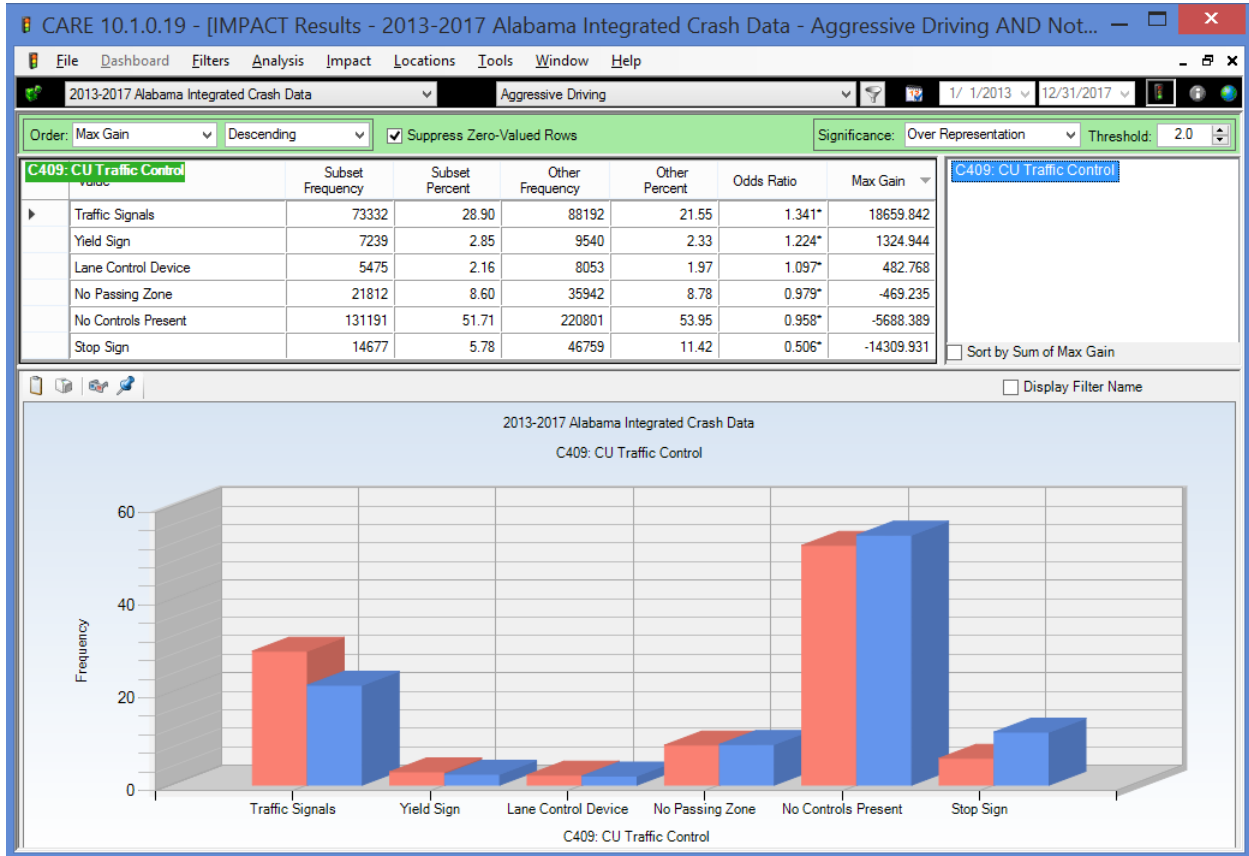 CARE 10.1.0.19 - [IMPACT Results - 2013-2017 Alabama Integrated Crash Data - Aggressive Driving AND Not...
File Dashboard Filters Analysis Impact Locations Tools Window Help
2013-2017 Alabama Integrated Crash Data Aggressive Driving 12 1/ 1/2013 12/31/2017
Order: Max Gain Descending Suppress Zero-Valued Rows Significance: Over Representation Threshold: 2.0
C409: CU Traffic Control Subset Frequency Subset Percent Other Frequency Other Percent Odds Ratio Max Gain C409: CU Traffic Control
Traffic Signals 73332 28.90 88192 21.55 1.341* 18659.842
Yield Sign 7239 2.85 9540 2.33 1.224* 1324.944
Lane Control Device 5475 2.16 8053 1.97 1.097* 482.768
No Passing Zone 21812 8.60 35942 8.78 0.979* -469.235
No Controls Present 131191 51.71 220801 53.95 0.958* -5688.389
Stop Sign 14677 5.78 46759 11.42 0.506* -14309.931
Sort by Sum of Max Gain
Display Filter Name
2013-2017 Alabama Integrated Crash Data
C409: CU Traffic Control
60
40
20
0
Frequency
Traffic Signals Yield Sign Lane Control Device No Passing Zone No Controls Present Stop Sign
C409: CU Traffic Control